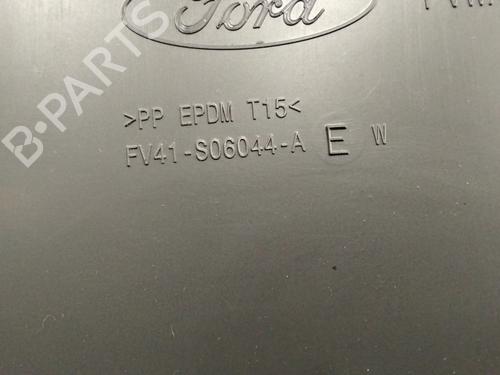 Ford
>PP EPDM T15<
FV41-S06044-A E W
B-PARTS